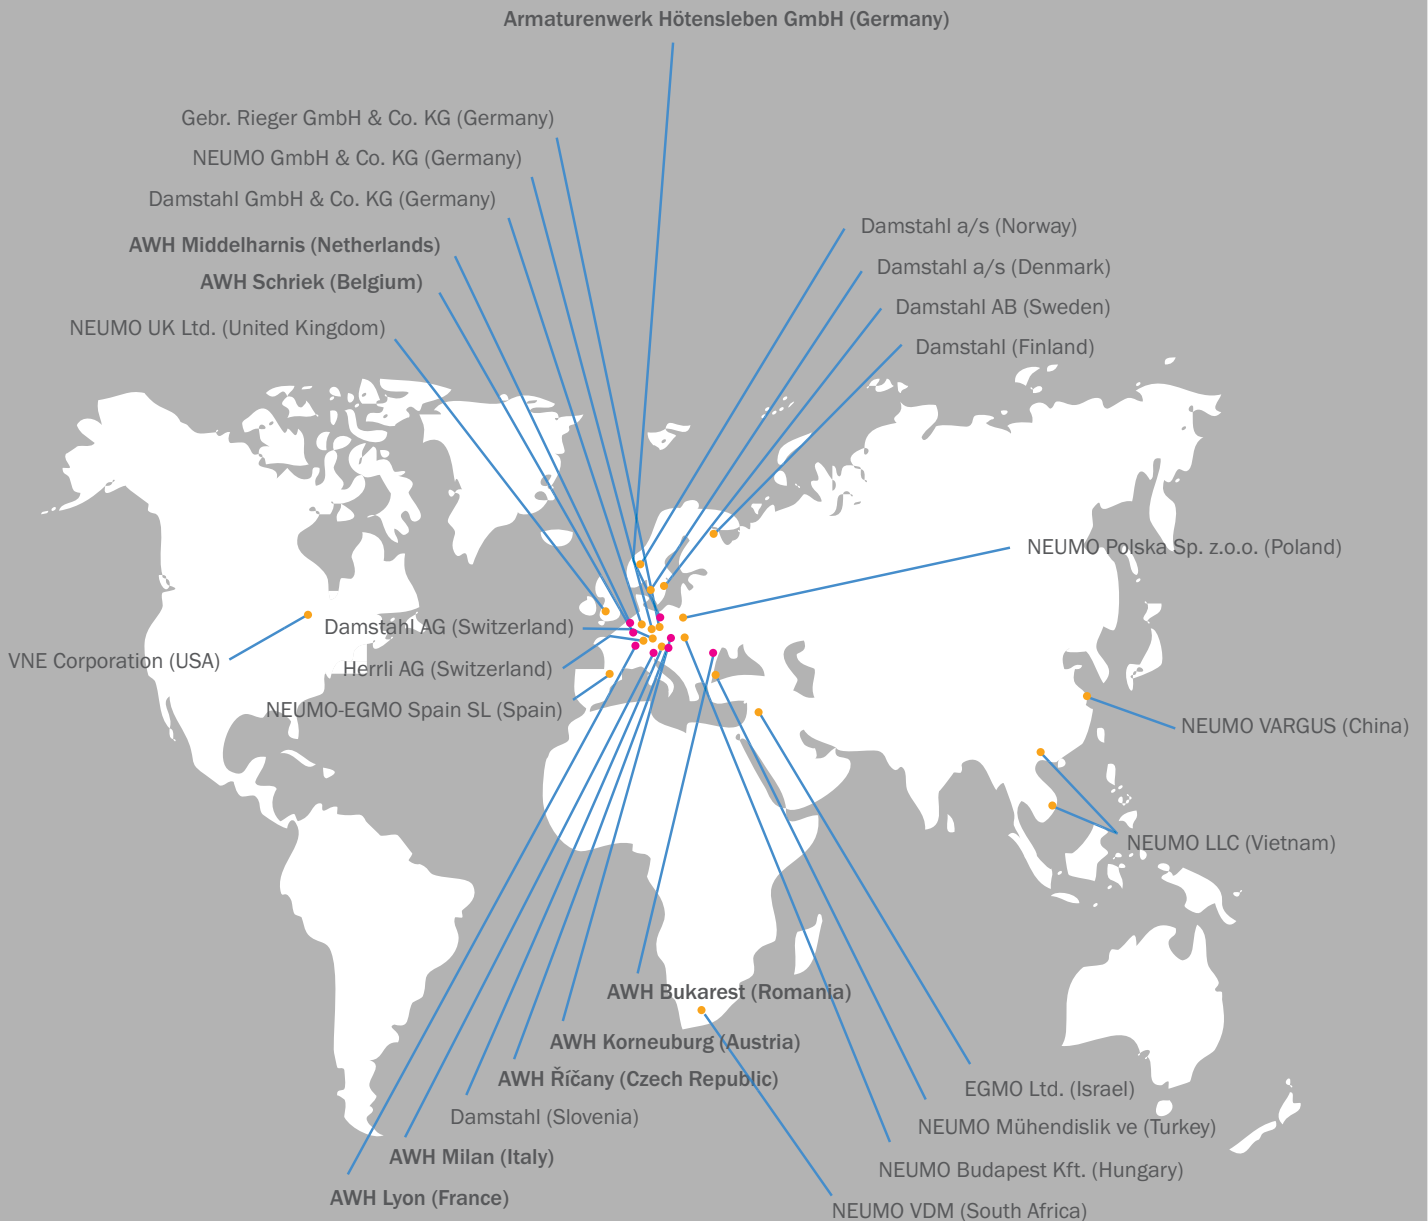 Armaturenwerk Hötensleben GmbH (Germany)
Gebr. Rieger GmbH & Co. KG (Germany)
NEUMO GmbH & Co. KG (Germany)
Damstahl GmbH & Co. KG (Germany)
AWH Middelharnis (Netherlands)
AWH Schriek (Belgium)
NEUMO UK Ltd. (United Kingdom)
Damstahl a/s (Norway)
Damstahl a/s (Denmark)
Damstahl AB (Sweden)
Damstahl (Finland)
NEUMO Polska Sp. z.o.o. (Poland)
Damstahl AG (Switzerland)
VNE Corporation (USA)
Herrli AG (Switzerland)
NEUMO-EGMO Spain SL (Spain)
NEUMO VARGUS (China)
NEUMO LLC (Vietnam)
AWH Bukarest (Romania)
AWH Korneuburg (Austria)
AWH Říčany (Czech Republic)
Damstahl (Slovenia)
AWH Milan (Italy)
AWH Lyon (France)
EGMO Ltd. (Israel)
NEUMO Mühendislik ve (Turkey)
NEUMO Budapest Kft. (Hungary)
NEUMO VDM (South Africa)